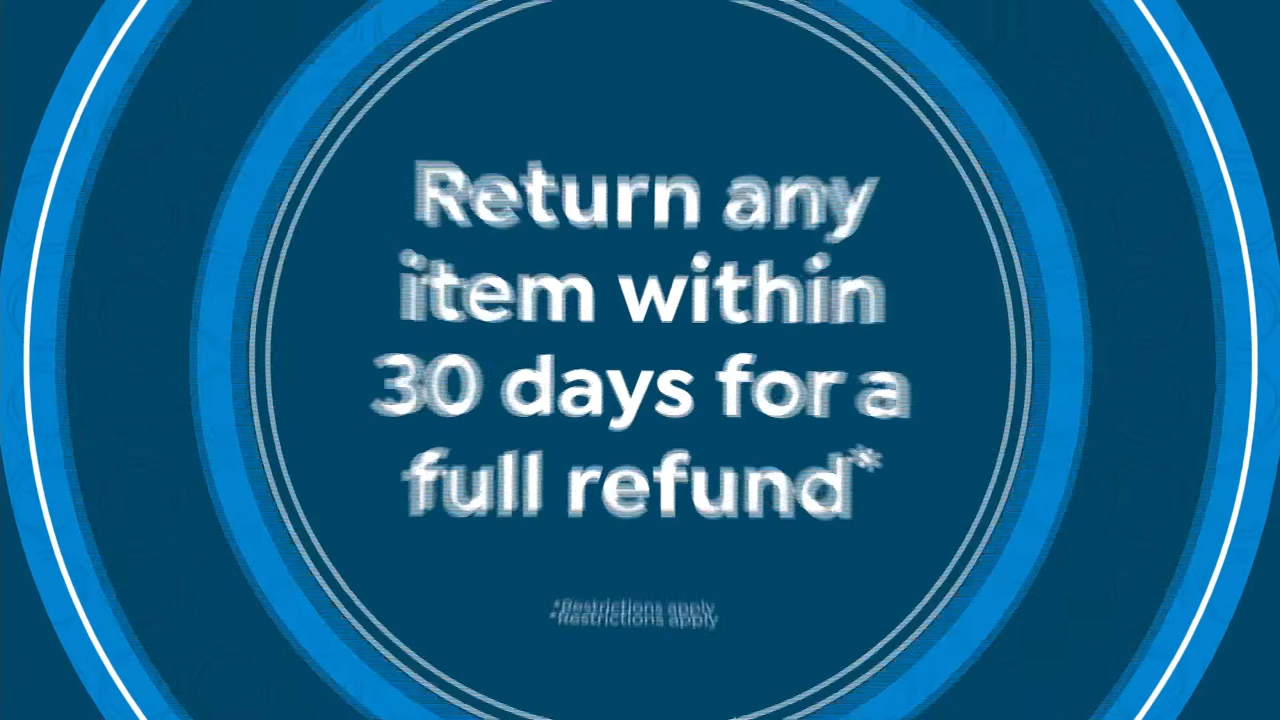 Return any
item within
30 days for a
full refund*
*Restrictions apply